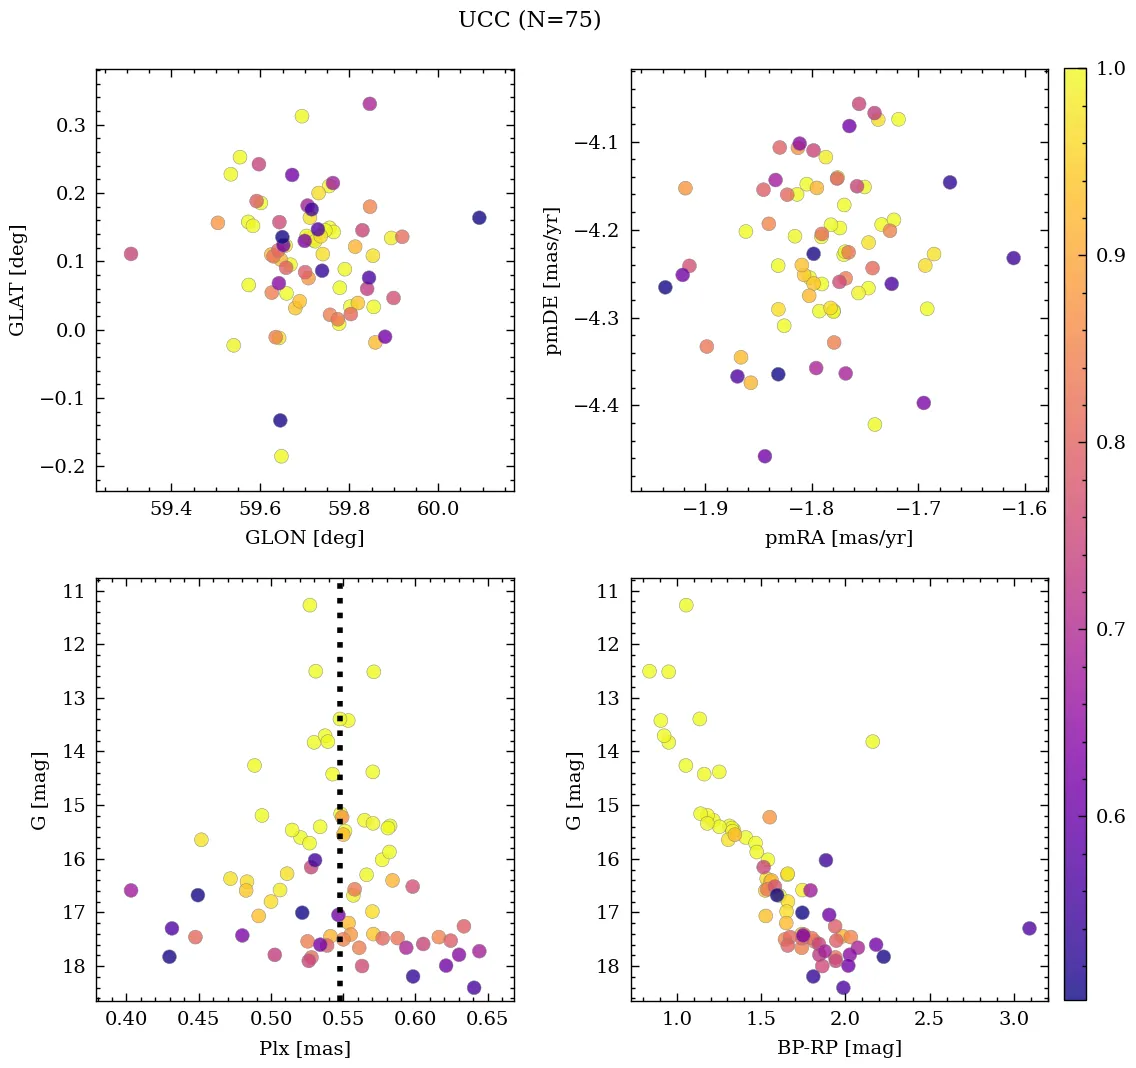 UCC (N=75)
0.3
0.2
0.1
0.0
−0.1
−0.2
GLAT [deg]
59.4 59.6 59.8 60.0
GLON [deg]
−4.1
−4.2
−4.3
−4.4
pmDE [mas/yr]
−1.9 −1.8 −1.7 −1.6
pmRA [mas/yr]
1.0
0.9
0.8
0.7
0.6
11
12
13
14
15
16
17
18
G [mag]
0.40 0.45 0.50 0.55 0.60 0.65
Plx [mas]
11
12
13
14
15
16
17
18
G [mag]
1.0 1.5 2.0 2.5 3.0
BP-RP [mag]